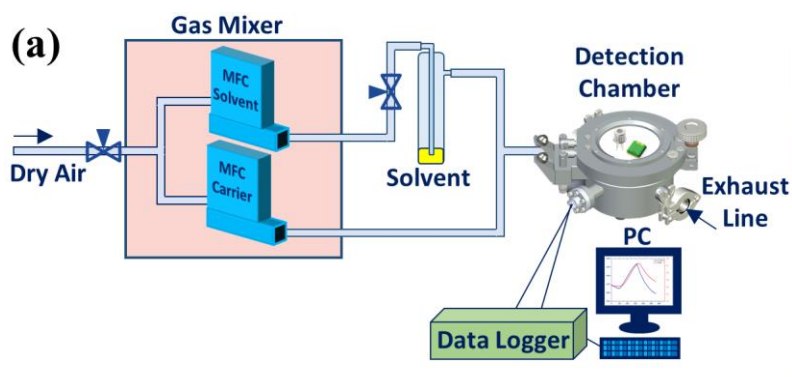 (a)
Gas Mixer
MFC
Solvent
MFC
Carrier
Dry Air
Solvent
Detection
Chamber
Exhaust
Line
PC
Data Logger